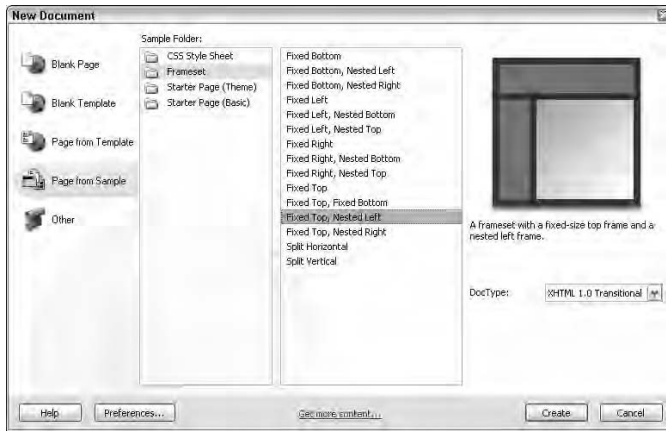 New Document
Blank Page
Blank Template
Page from Template
Page from Sample
Other
Sample Folder:
CSS Style Sheet
Frameset
Starter Page (Theme)
Starter Page (Basic)
Fixed Bottom
Fixed Bottom, Nested Left
Fixed Bottom, Nested Right
Fixed Left
Fixed Left, Nested Bottom
Fixed Left, Nested Top
Fixed Right
Fixed Right, Nested Bottom
Fixed Right, Nested Top
Fixed Top
Fixed Top, Fixed Bottom
Fixed Top, Nested Left
Fixed Top, Nested Right
Split Horizontal
Split Vertical
A frameset with a fixed-size top frame and a
nested left frame.
DocType:
XHTML 1.0 Transitional
Help
Preferences...
Get more content...
Create
Cancel